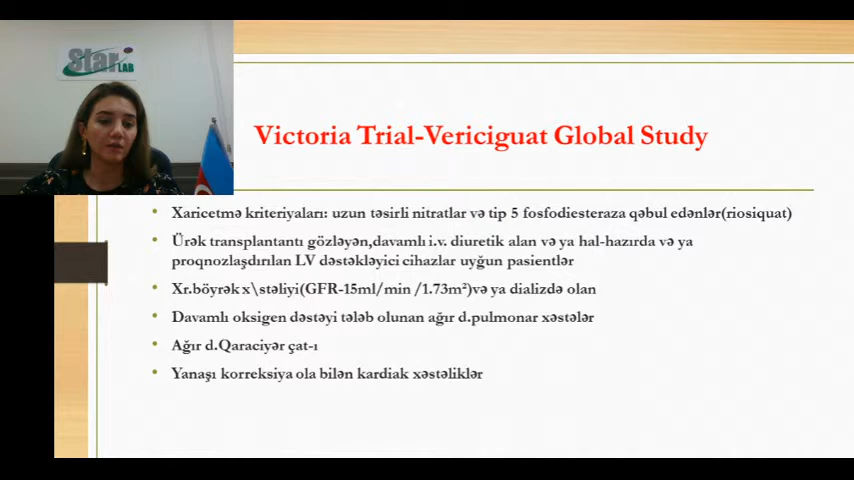 Star LAB
Victoria Trial-Vericiguat Global Study
• Xaricetmə kriteriyaları: uzun təsirli nitratlar və tip 5 fosfodiesteraza qəbul edənlər(riosiquat)
• Ürək transplantantı gözləyən,davamlı i.v. diuretik alan və ya hal-hazırda və ya
proqnozlaşdırılan LV dəstəkləyici cihazlar uyğun pasientlər
• Xr.böyrək x\stəliyi(GFR-15ml/min /1.73m²)və ya dializdə olan
• Davamlı oksigen dəstəyi tələb olunan ağır d.pulmonar xəstələr
• Ağır d.Qaraciyər çat-ı
• Yanaşı korreksiya ola bilən kardiak xəstəliklər